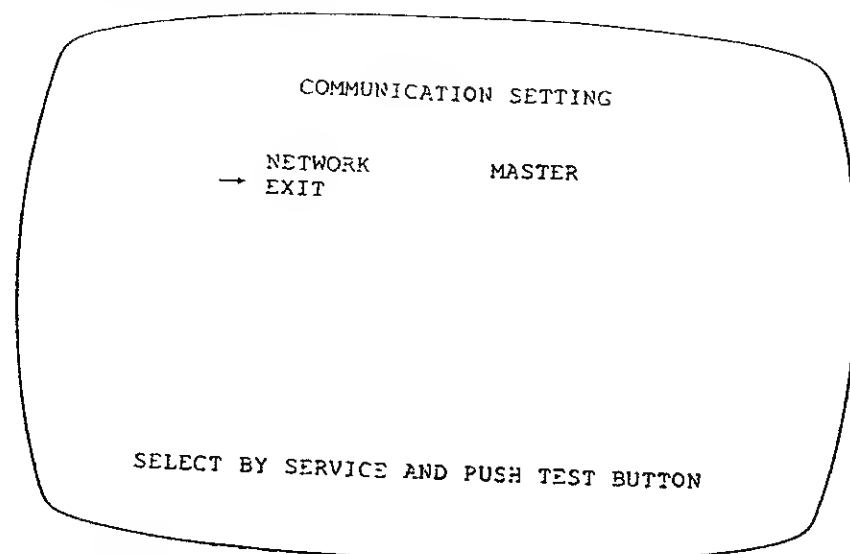 COMMUNICATION SETTING
NETWORK MASTER
→ EXIT
SELECT BY SERVICE AND PUSH TEST BUTTON